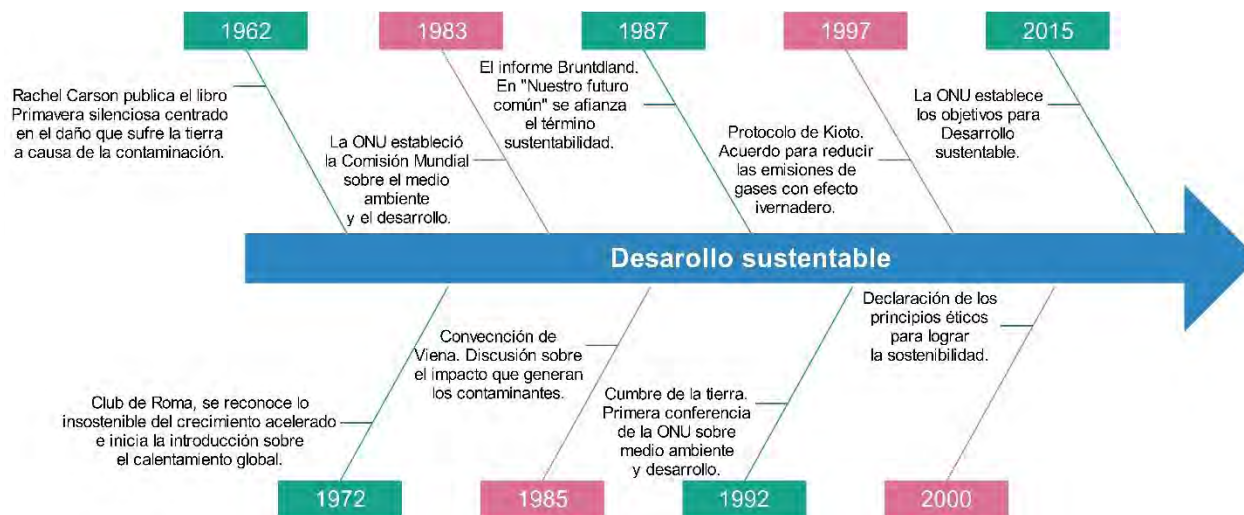 1962
Rachel Carson publica el libro
Primavera silenciosa centrado
en el daño que sufre la tierra
a causa de la contaminación.
1983
La ONU estableció
la Comisión Mundial
sobre el medio
ambiente
y el desarrollo.
1987
El informe Bruntdland.
En "Nuestro futuro
común" se afianza
el término
sustentabilidad.
1997
Protocolo de Kioto.
Acuerdo para reducir
las emisiones de
gases con efecto
ivernadero.
2015
La ONU establece
los objetivos para
Desarrollo
sustentable.
Desarollo sustentable
Club de Roma, se reconoce lo
insostenible del crecimiento acelerado
e inicia la introducción sobre
el calentamiento global.
1972
Convecnción de
Viena. Discusión sobre
el impacto que generan
los contaminantes.
1985
Cumbre de la tierra.
Primera conferencia
de la ONU sobre
medio ambiente
y desarrollo.
1992
Declaración de los
principios éticos
para lograr
la sostenibilidad.
2000